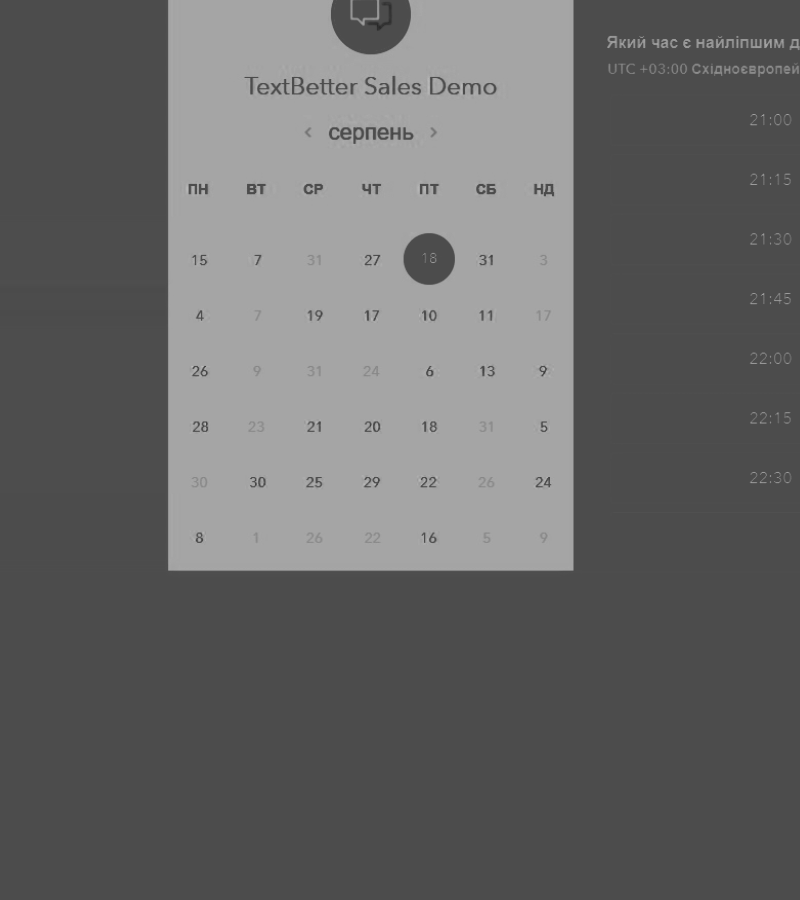 TextBetter Sales Demo
‹ серпень ›
ПН ВТ СР ЧТ ПТ СБ НД
15 7 31 27 18 31 3
4 7 19 17 10 11 17
26 9 31 24 6 13 9
28 23 21 20 18 31 5
30 30 25 29 22 26 24
8 1 26 22 16 5 9
Який час є найліпшим
UTC +03:00
21:00
21:15
21:30
21:45
22:00
22:15
22:30